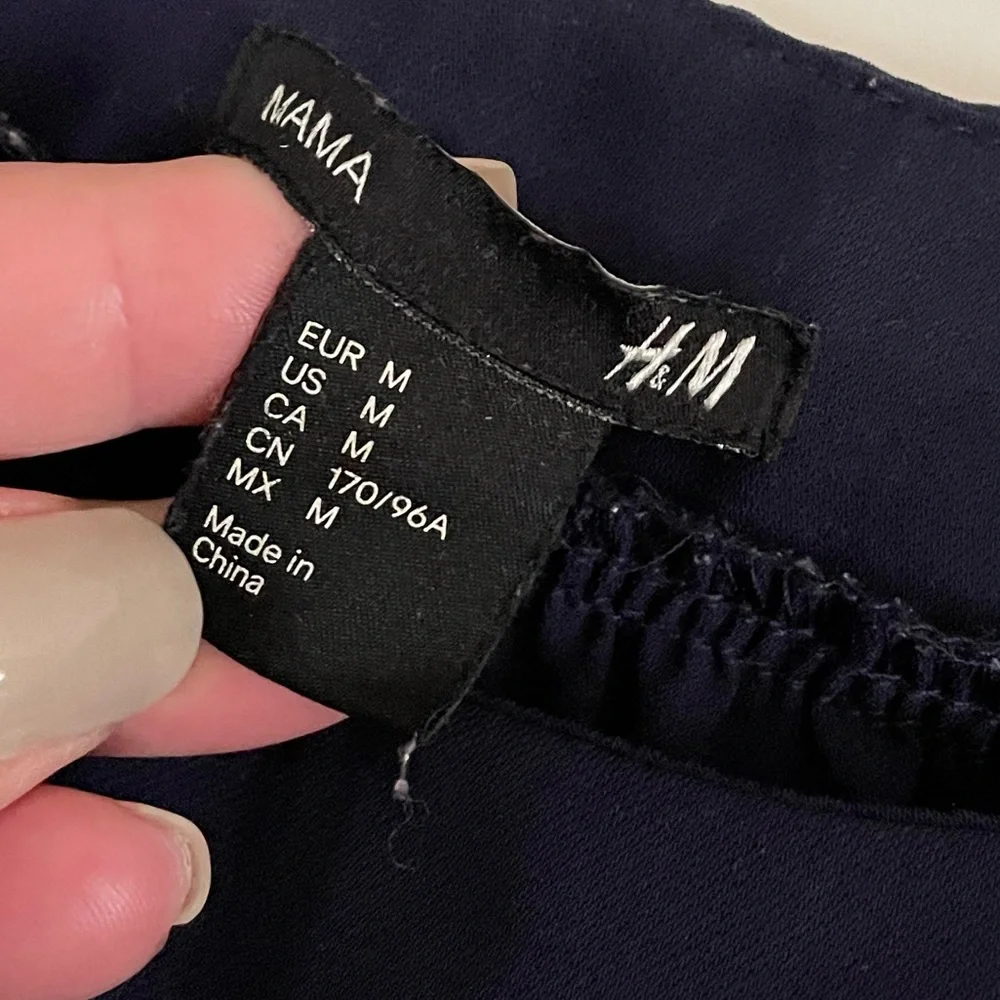 MAMA
H&M
EUR M
US M
CA M
CN 170/96A
MX M
Made in
China